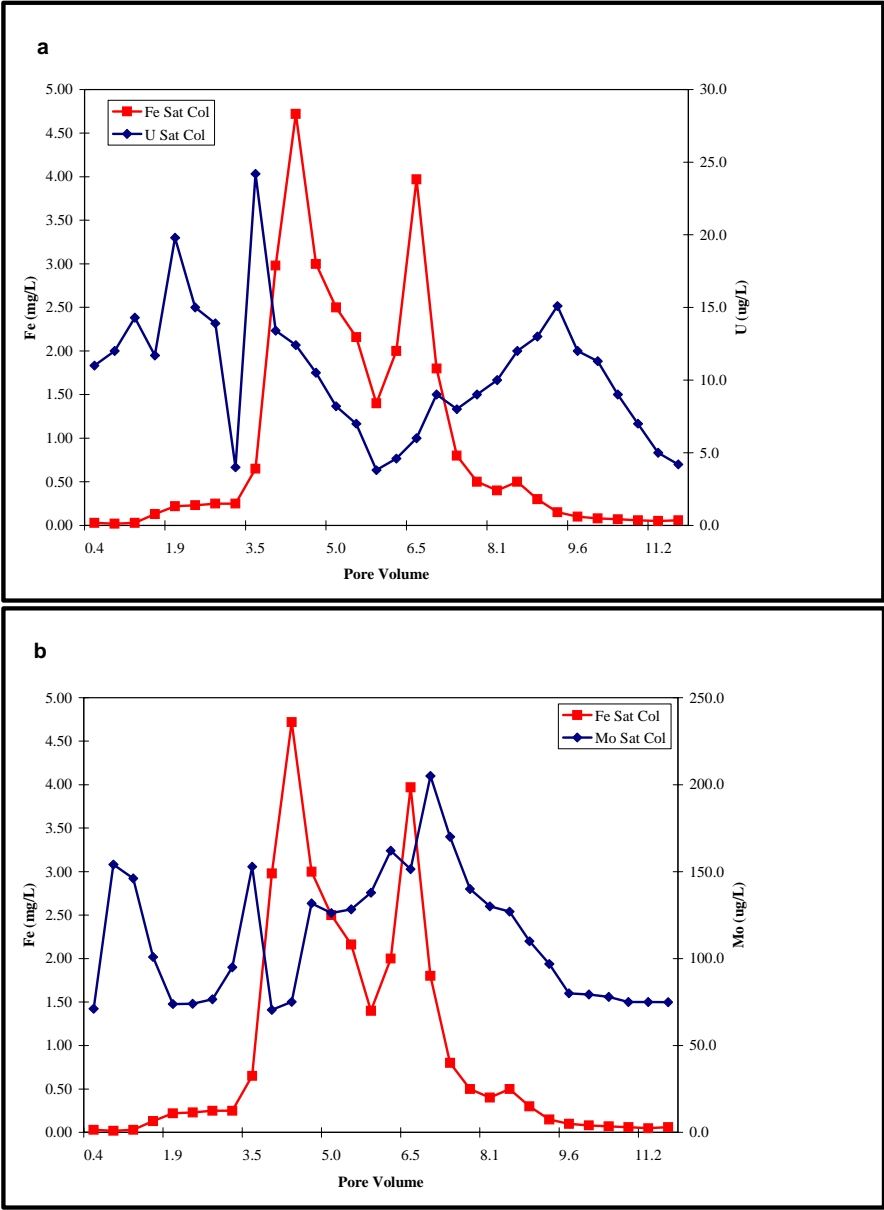 a
5.00 30.0
Fe Sat Col
U Sat Col
4.50
4.00 25.0
3.50
20.0
3.00
Fe (mg/L)
2.50 15.0
U (ug/L)
2.00
10.0
1.50
1.00
5.0
0.50
0.00 0.0
0.4 1.9 3.5 5.0 6.5 8.1 9.6 11.2
Pore Volume
b
5.00 250.0
Fe Sat Col
Mo Sat Col
4.50
4.00 200.0
3.50
3.00 150.0
Fe (mg/L)
2.50
Mo (ug/L)
2.00 100.0
1.50
1.00 50.0
0.50
0.00 0.0
0.4 1.9 3.5 5.0 6.5 8.1 9.6 11.2
Pore Volume